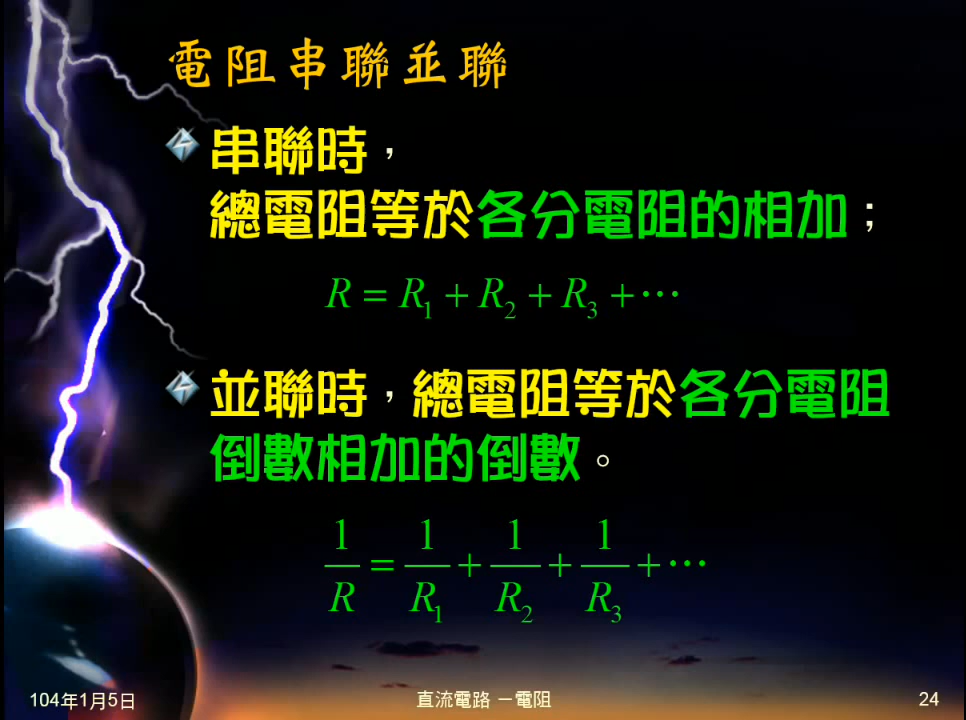 電阻串聯並聯
串聯時，
總電阻等於各分電阻的相加；
R = R₁ + R₂ + R₃ + ⋯
並聯時，總電阻等於各分電阻
倒數相加的倒數。
1/R = 1/R₁ + 1/R₂ + 1/R₃ + ⋯
104年1月5日 直流電路 －電阻 24